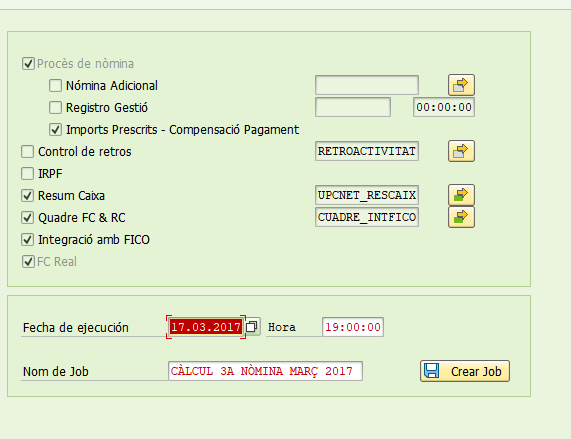 Procès de nòmina
Nómina Adicional
Registro Gestió 00:00:00
Imports Prescrits - Compensació Pagament
Control de retros RETROACTIVITAT
IRPF
Resum Caixa UPCNET_RESCAIX
Quadre FC & RC CUADRE_INTFICO
Integració amb FICO
FC Real
Fecha de ejecución 17.03.2017 Hora 19:00:00
Nom de Job CÀLCUL 3A NÒMINA MARÇ 2017 Crear Job